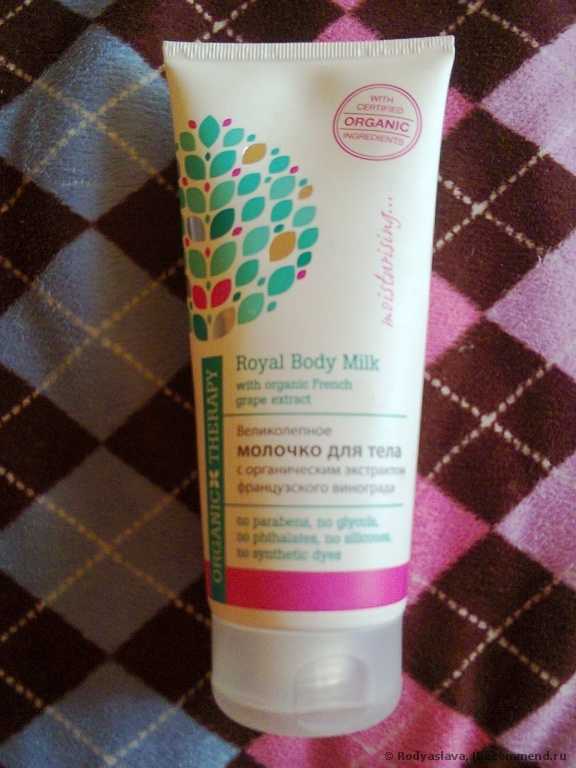 WITH
CERTIFIED
ORGANIC
INGREDIENTS
moisturising...
ORGANIC THERAPY
Royal Body Milk
with organic French
grape extract
Великолепное
молочко для тела
с органическим экстрактом
французского винограда
no parabens, no glycols,
no phthalates, no silicones,
no synthetic dyes
© Rodyaslava, IRecommend.ru